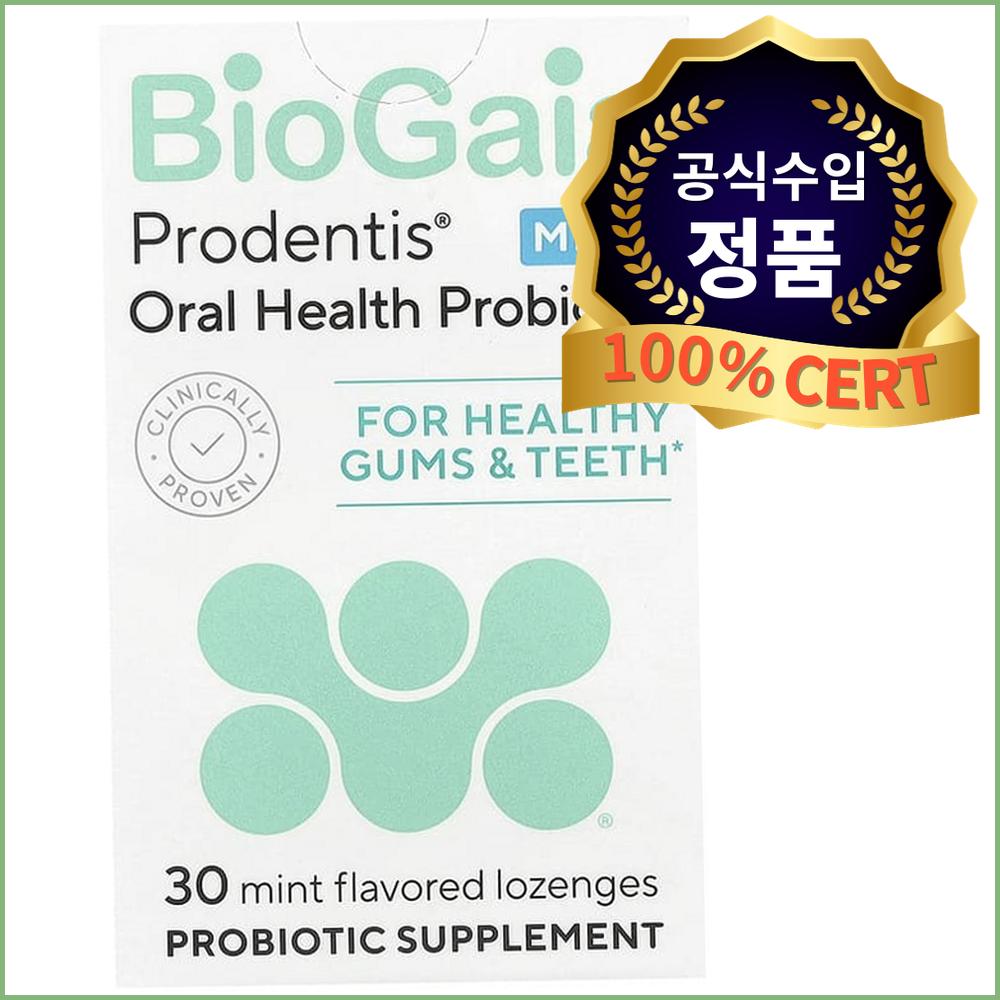 BioGai
Prodentis®
M
Oral Health Probi
공식수입
정품
100% CERT
CLINICALLY
PROVEN
FOR HEALTHY
GUMS & TEETH*
®
30 mint flavored lozenges
PROBIOTIC SUPPLEMENT